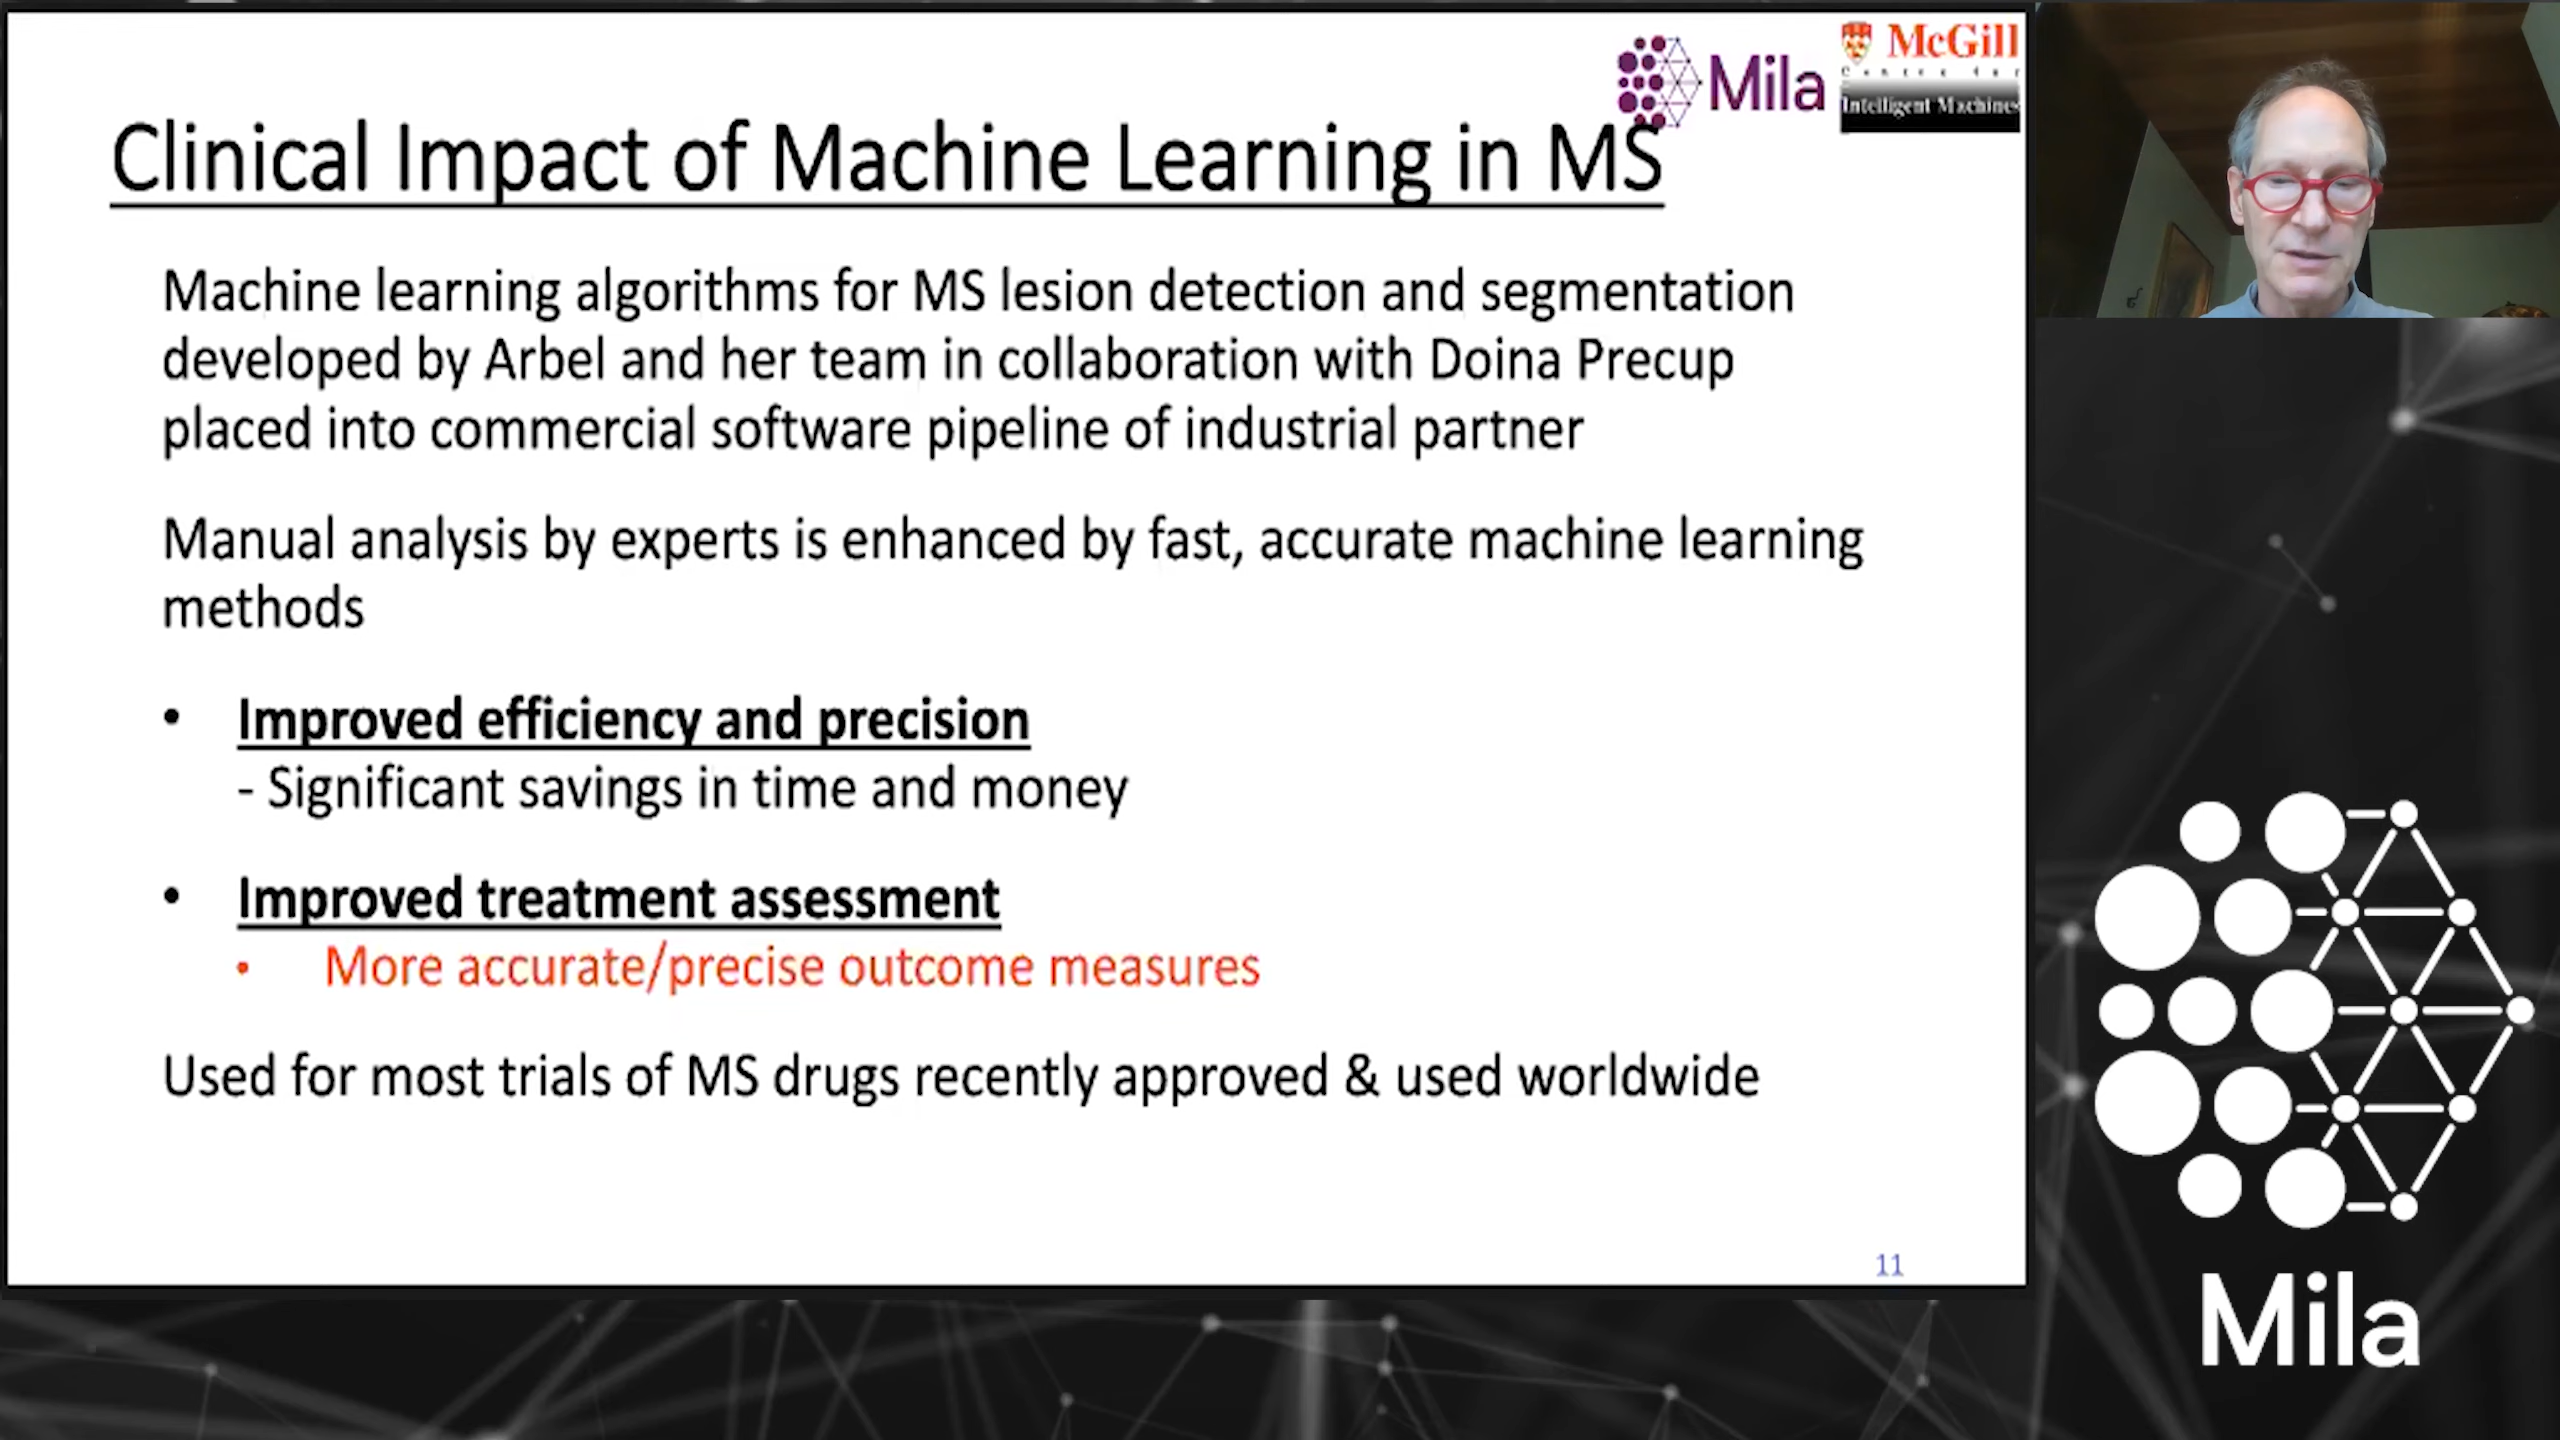 Mila
McGill
Centre for
Intelligent Machines
Clinical Impact of Machine Learning in MS
Machine learning algorithms for MS lesion detection and segmentation
developed by Arbel and her team in collaboration with Doina Precup
placed into commercial software pipeline of industrial partner
Manual analysis by experts is enhanced by fast, accurate machine learning
methods
• Improved efficiency and precision
- Significant savings in time and money
• Improved treatment assessment
• More accurate/precise outcome measures
Used for most trials of MS drugs recently approved & used worldwide
11
Mila